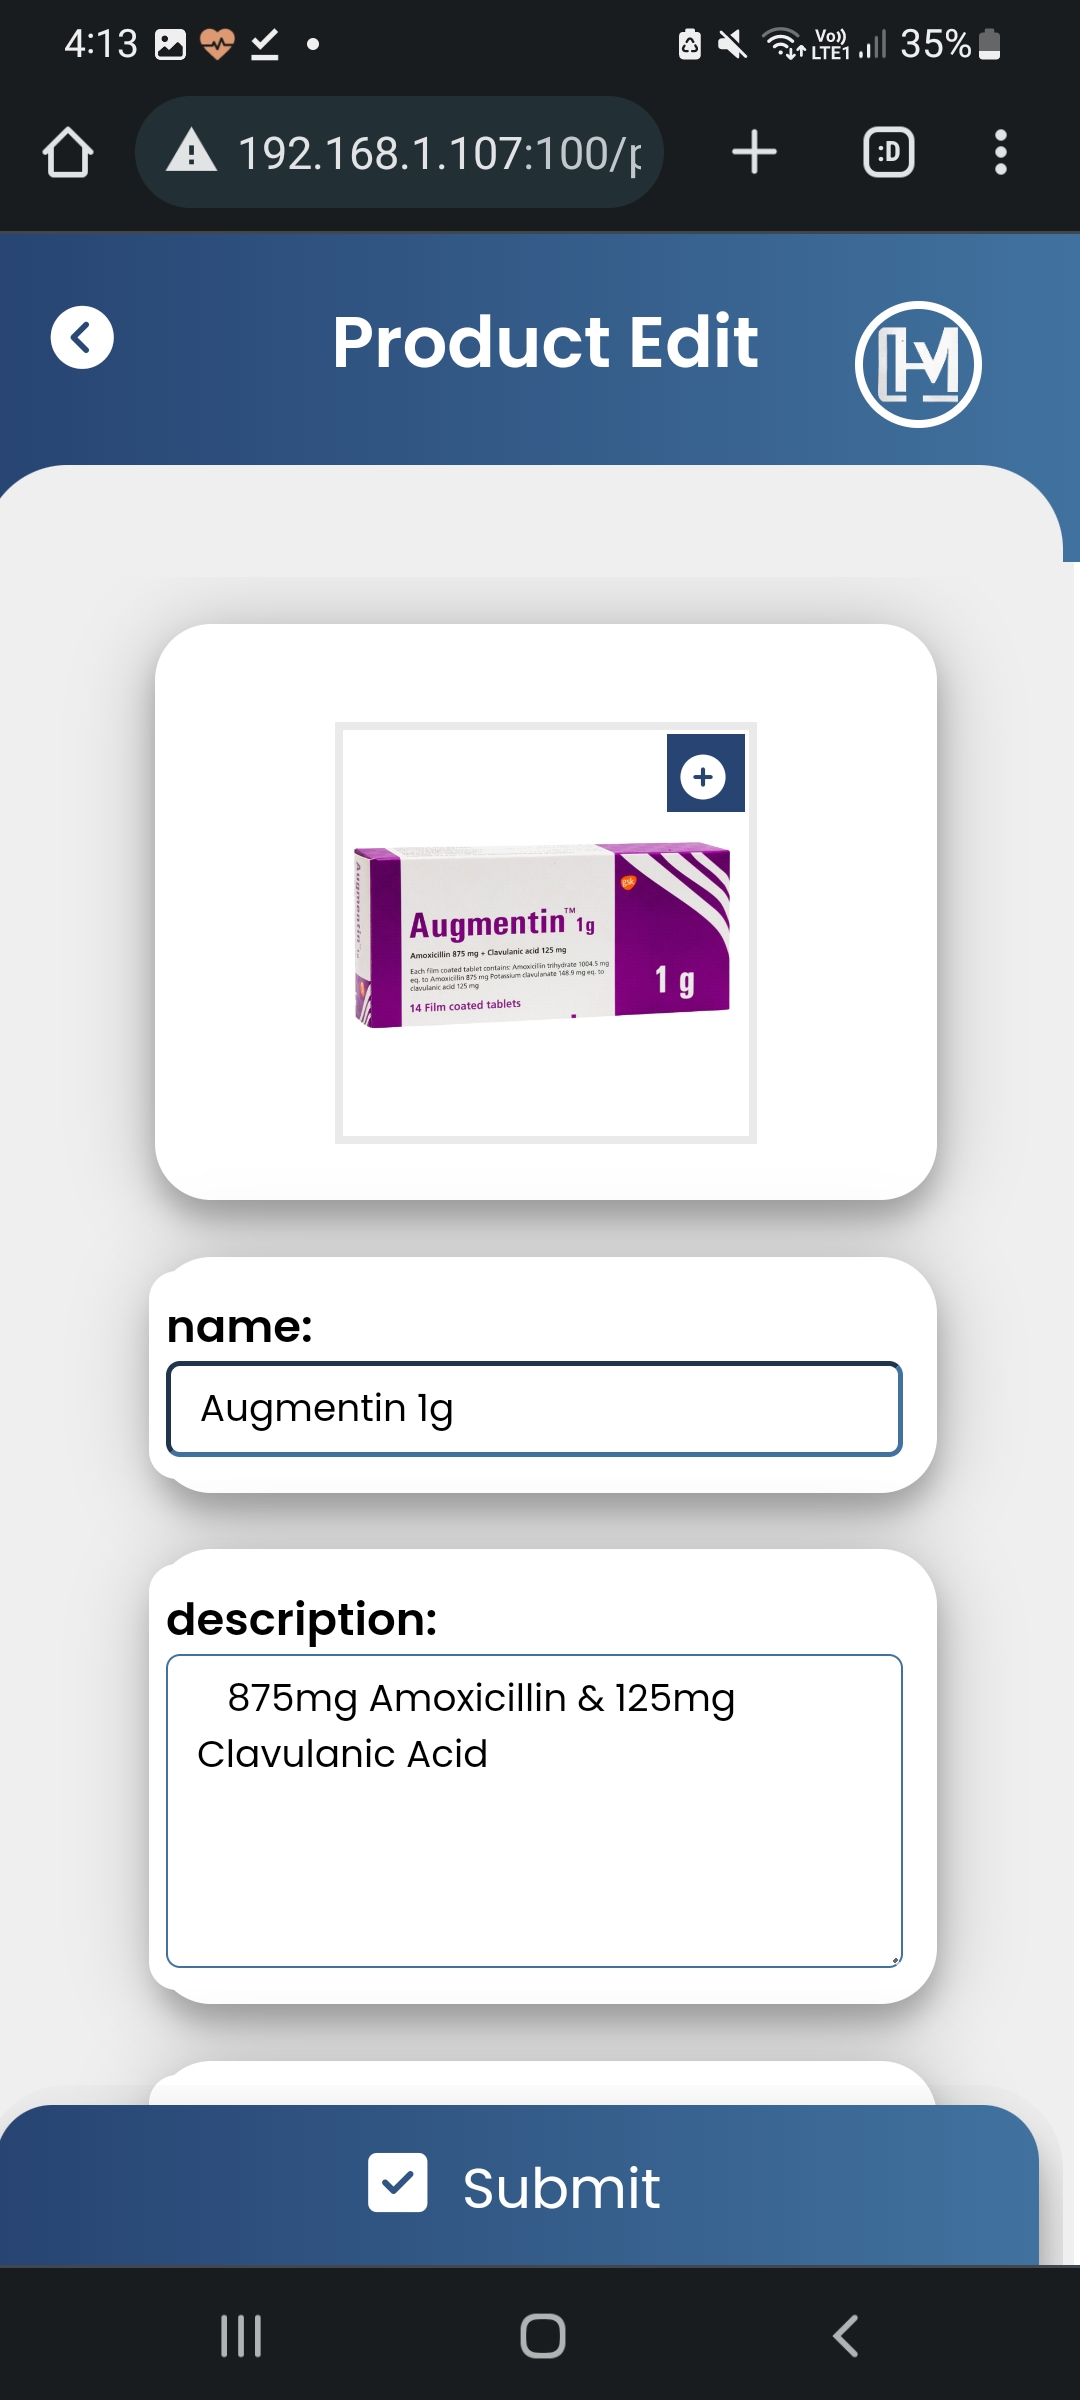 4:13
Vo))
LTE1
35%
192.168.1.107:100/p
:D
Product Edit
HM
Augmentin
gsk
Augmentin™ 1g
Amoxicillin 875 mg + Clavulanic acid 125 mg
Each film coated tablet contains: Amoxicillin trihydrate 1004.5 mg
eq. to Amoxicillin 875 mg Potassium clavulanate 148.9 mg eq. to
clavulanic acid 125 mg
14 Film coated tablets
1 g
name:
Augmentin 1g
description:
875mg Amoxicillin & 125mg
Clavulanic Acid
Submit